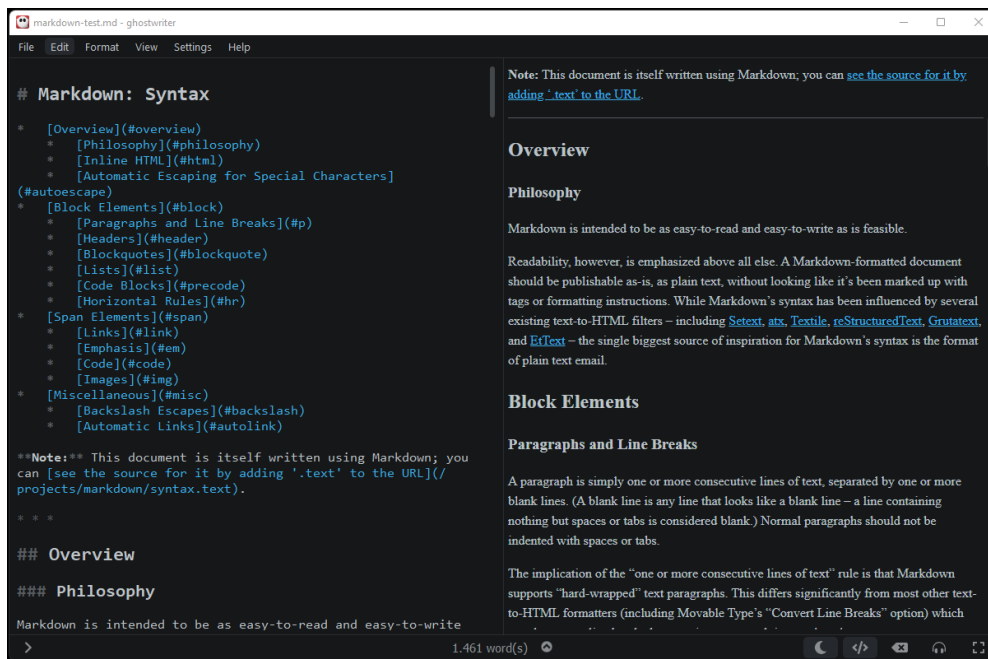 markdown-test.md - ghostwriter
File Edit Format View Settings Help
# Markdown: Syntax
* [Overview](#overview)
* [Philosophy](#philosophy)
* [Inline HTML](#html)
* [Automatic Escaping for Special Characters]
(#autoescape)
* [Block Elements](#block)
* [Paragraphs and Line Breaks](#p)
* [Headers](#header)
* [Blockquotes](#blockquote)
* [Lists](#list)
* [Code Blocks](#precode)
* [Horizontal Rules](#hr)
* [Span Elements](#span)
* [Links](#link)
* [Emphasis](#em)
* [Code](#code)
* [Images](#img)
* [Miscellaneous](#misc)
* [Backslash Escapes](#backslash)
* [Automatic Links](#autolink)
**Note:** This document is itself written using Markdown; you
can [see the source for it by adding '.text' to the URL](/
projects/markdown/syntax.text).
* * *
## Overview
### Philosophy
Markdown is intended to be as easy-to-read and easy-to-write
Note: This document is itself written using Markdown; you can see the source for it by
adding ‘.text’ to the URL.
Overview
Philosophy
Markdown is intended to be as easy-to-read and easy-to-write as is feasible.
Readability, however, is emphasized above all else. A Markdown-formatted document
should be publishable as-is, as plain text, without looking like it’s been marked up with
tags or formatting instructions. While Markdown’s syntax has been influenced by several
existing text-to-HTML filters – including Setext, atx, Textile, reStructuredText, Grutatext,
and EtText – the single biggest source of inspiration for Markdown’s syntax is the format
of plain text email.
Block Elements
Paragraphs and Line Breaks
A paragraph is simply one or more consecutive lines of text, separated by one or more
blank lines. (A blank line is any line that looks like a blank line – a line containing
nothing but spaces or tabs is considered blank.) Normal paragraphs should not be
indented with spaces or tabs.
The implication of the “one or more consecutive lines of text” rule is that Markdown
supports “hard-wrapped” text paragraphs. This differs significantly from most other text-
to-HTML formatters (including Movable Type’s “Convert Line Breaks” option) which
1.461 word(s)